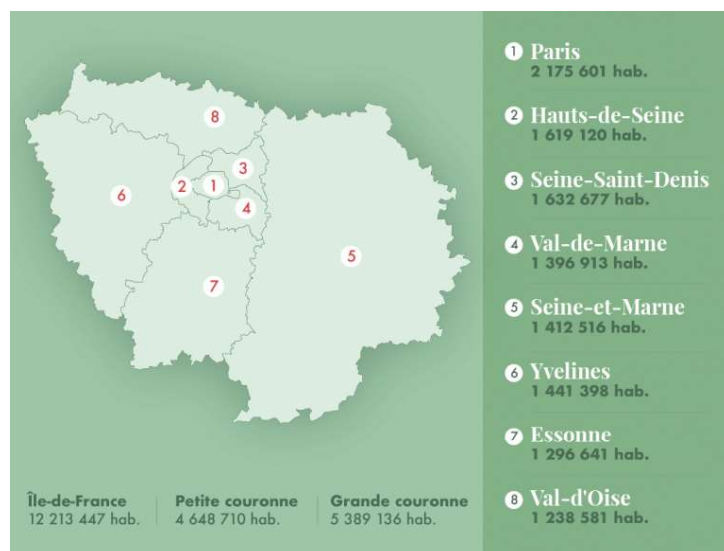 8
3
2
1
6
4
5
7
Île-de-France
12 213 447 hab.
Petite couronne
4 648 710 hab.
Grande couronne
5 389 136 hab.
1 Paris
2 175 601 hab.
2 Hauts-de-Seine
1 619 120 hab.
3 Seine-Saint-Denis
1 632 677 hab.
4 Val-de-Marne
1 396 913 hab.
5 Seine-et-Marne
1 412 516 hab.
6 Yvelines
1 441 398 hab.
7 Essonne
1 296 641 hab.
8 Val-d'Oise
1 238 581 hab.